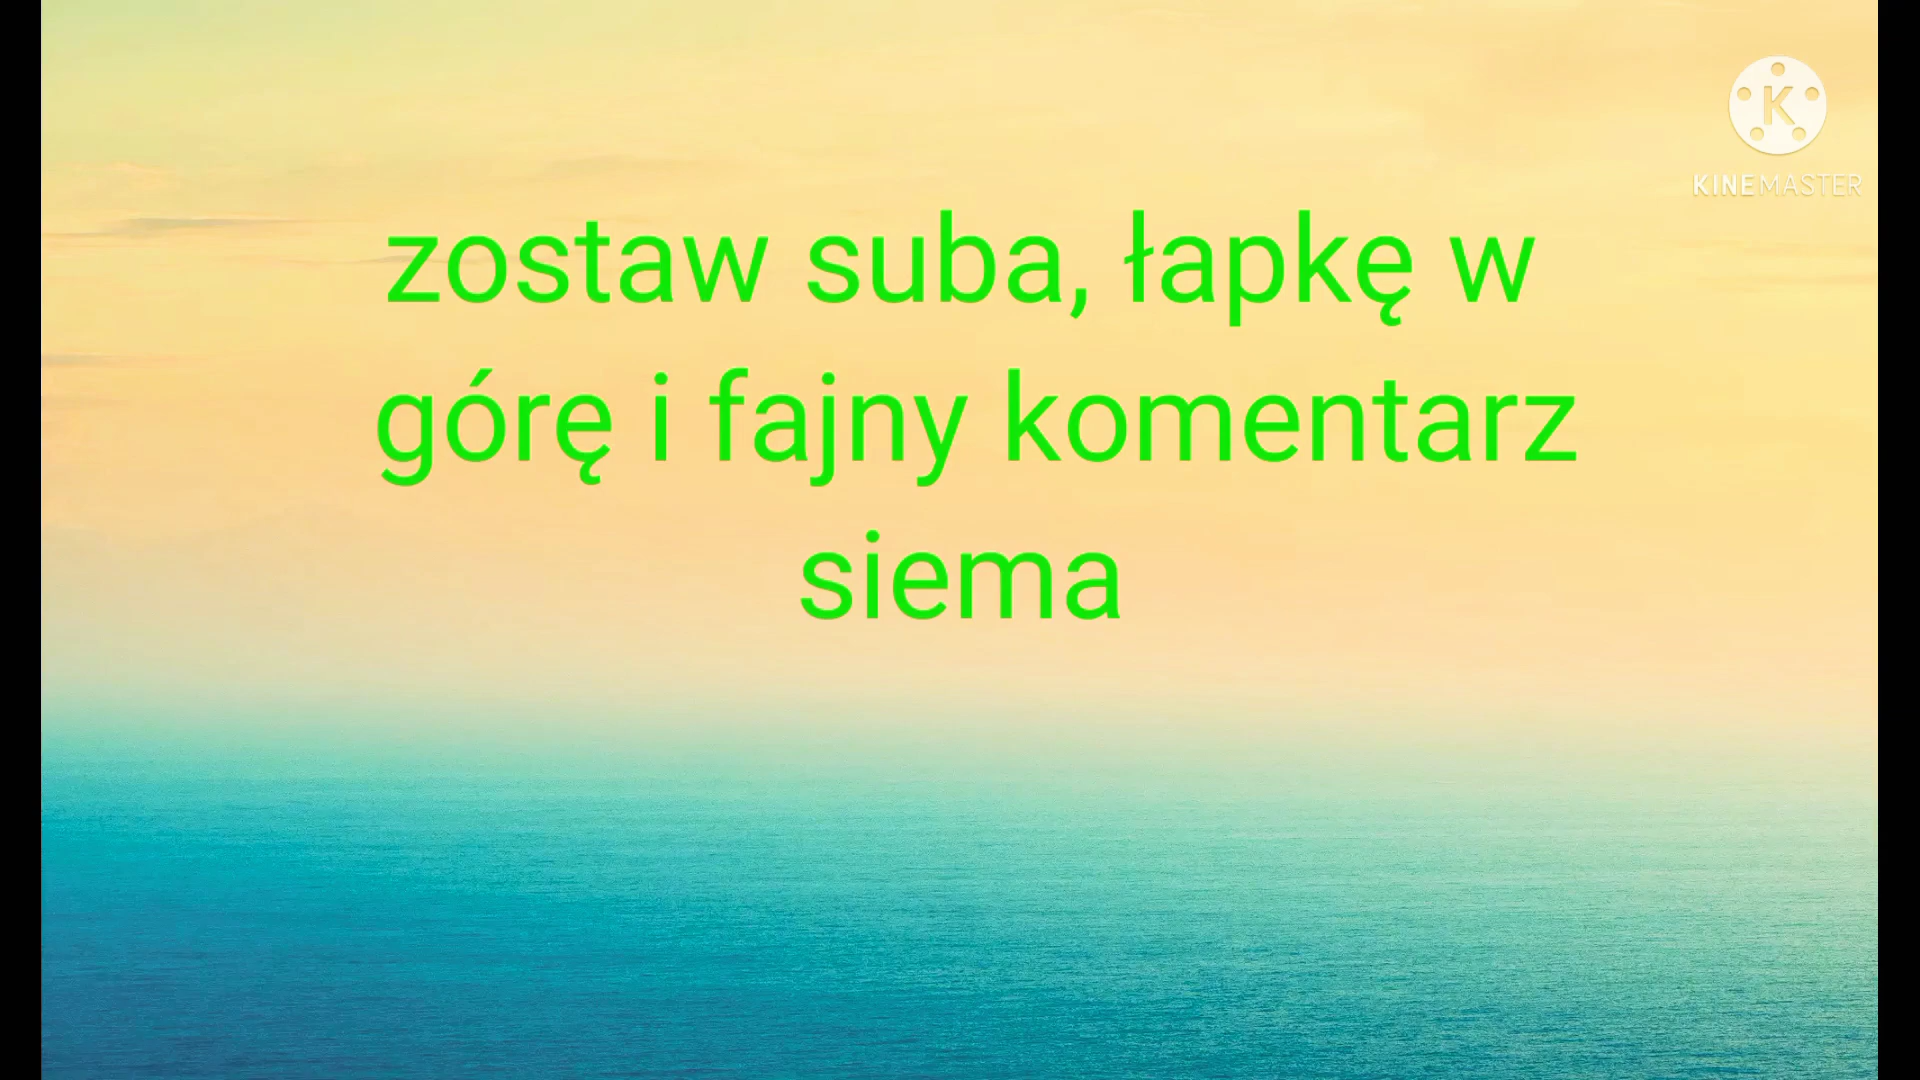 K
KINEMASTER
zostaw suba, łapkę w
górę i fajny komentarz
siema